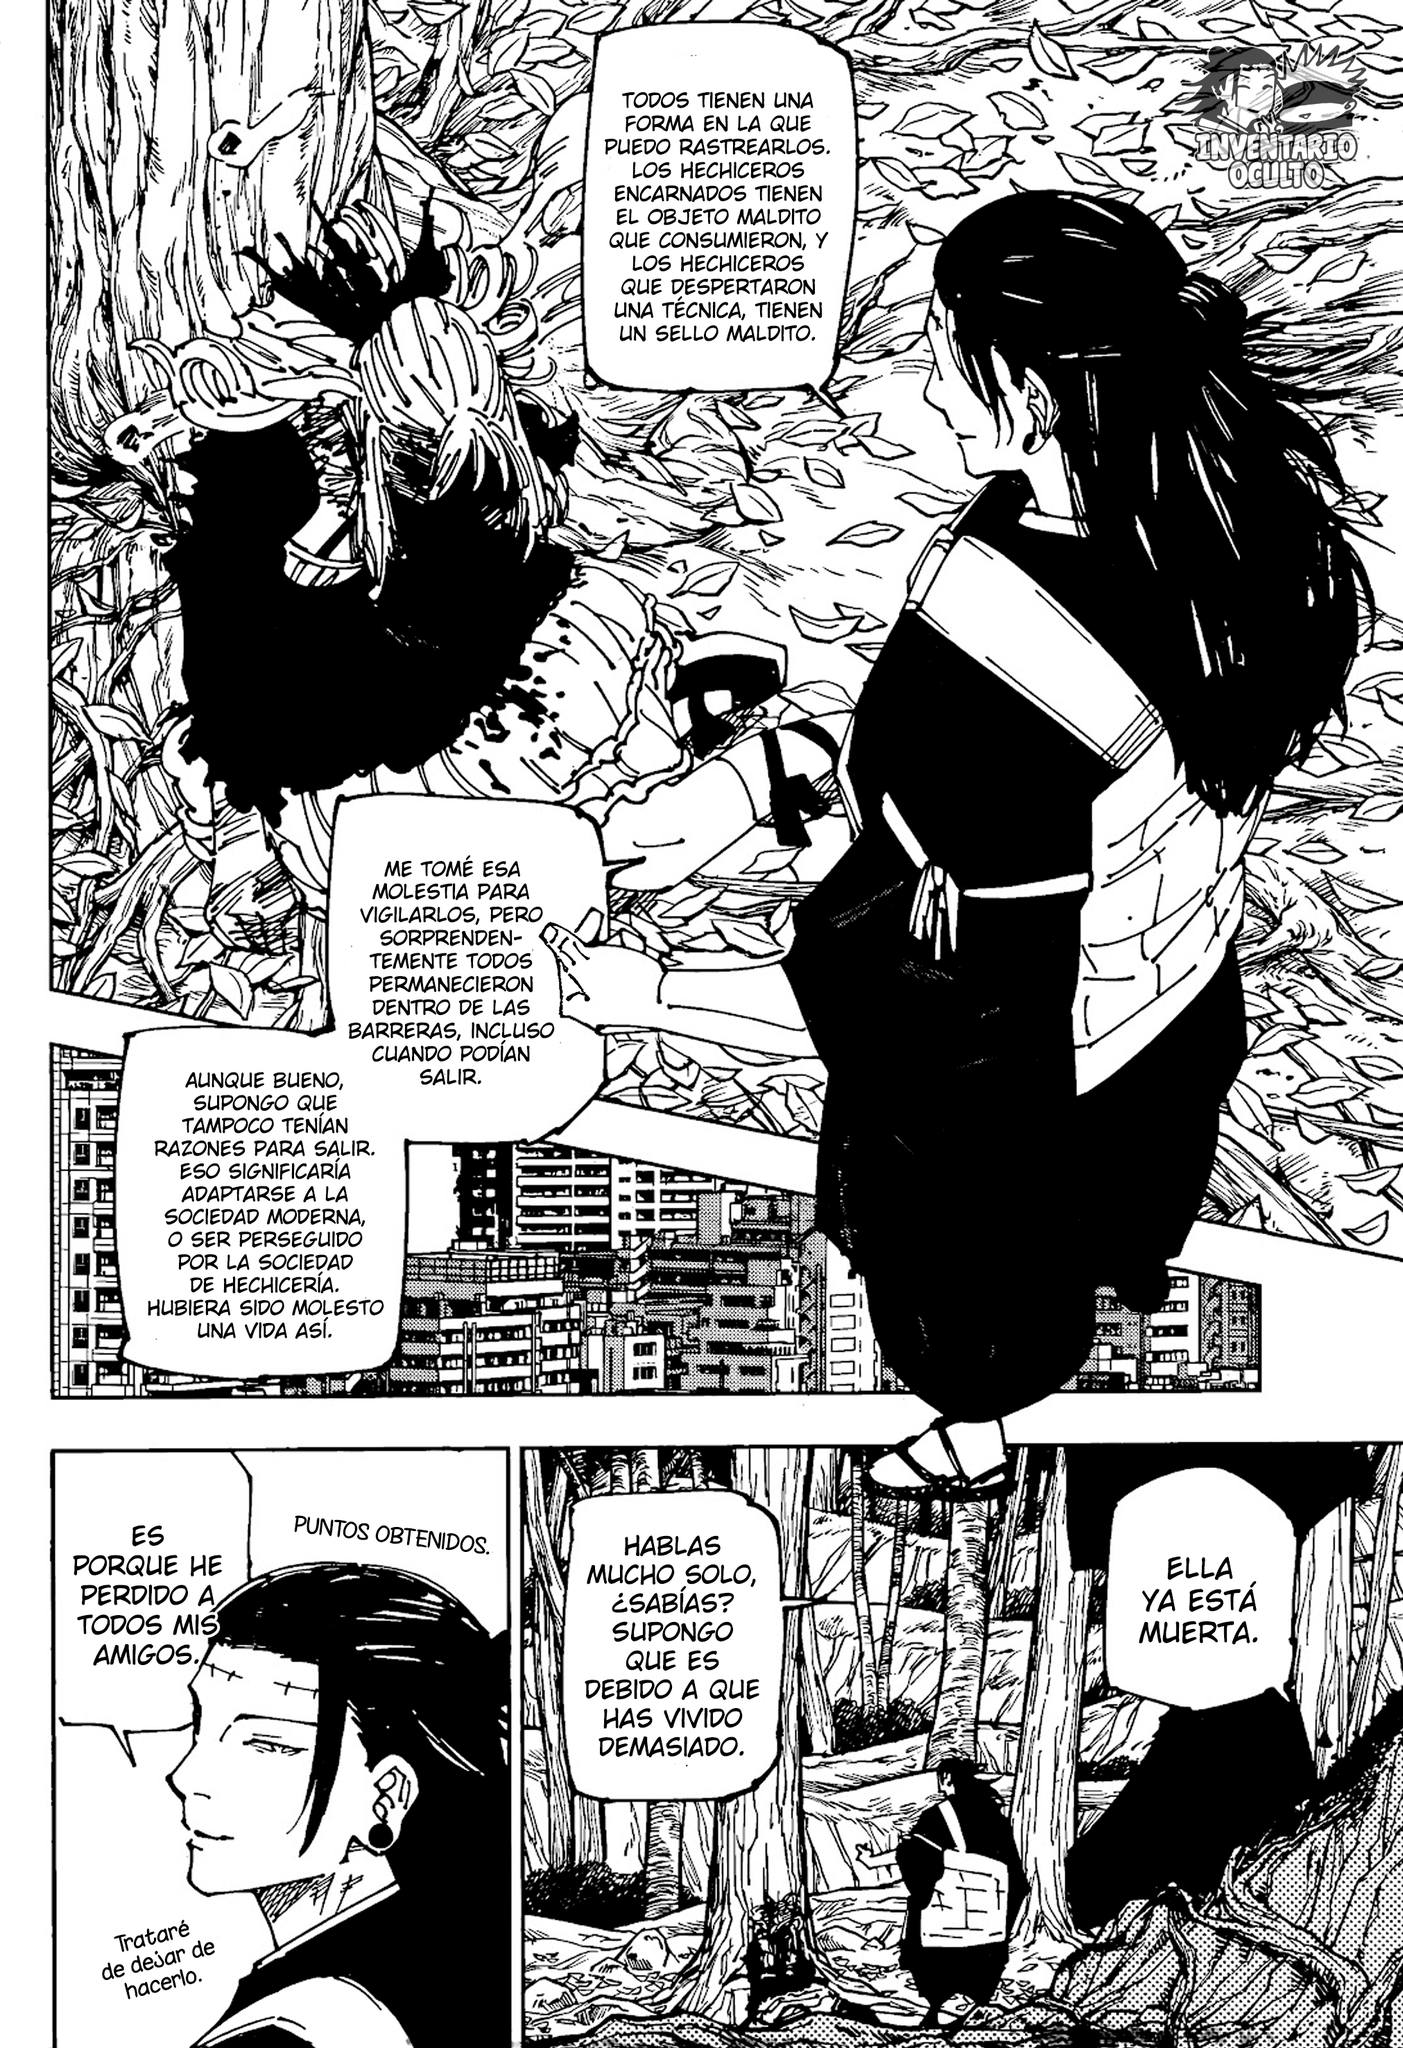 INVENTARIO
OCULTO
TODOS TIENEN UNA
FORMA EN LA QUE
PUEDO RASTREARLOS.
LOS HECHICEROS
ENCARNADOS TIENEN
EL OBJETO MALDITO
QUE CONSUMIERON, Y
LOS HECHICEROS
QUE DESPERTARON
UNA TÉCNICA, TIENEN
UN SELLO MALDITO.
ME TOMÉ ESA
MOLESTIA PARA
VIGILARLOS, PERO
SORPRENDEN-
TEMENTE TODOS
PERMANECIERON
DENTRO DE LAS
BARRERAS, INCLUSO
CUANDO PODÍAN
SALIR.
AUNQUE BUENO,
SUPONGO QUE
TAMPOCO TENÍAN
RAZONES PARA SALIR.
ESO SIGNIFICARÍA
ADAPTARSE A LA
SOCIEDAD MODERNA,
O SER PERSEGUIDO
POR LA SOCIEDAD
DE HECHICERÍA.
HUBIERA SIDO MOLESTO
UNA VIDA ASÍ.
ELLA
YA ESTÁ
MUERTA.
HABLAS
MUCHO SOLO,
¿SABÍAS?
SUPONGO
QUE ES
DEBIDO A QUE
HAS VIVIDO
DEMASIADO.
PUNTOS OBTENIDOS.
ES
PORQUE HE
PERDIDO A
TODOS MIS
AMIGOS.
Trataré
de dejar de
hacerlo.